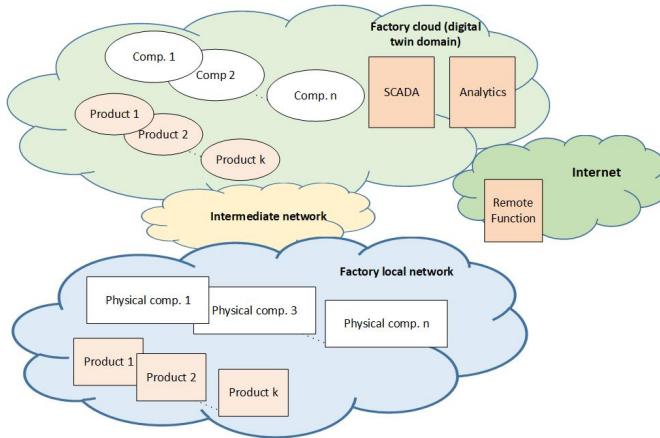 Factory cloud (digital
twin domain)
Comp. 1
Comp 2
Comp. n
SCADA
Analytics
Product 1
Product 2
Product k
Internet
Remote
Function
Intermediate network
Factory local network
Physical comp. 1
Physical comp. 3
Physical comp. n
Product 1
Product 2
Product k